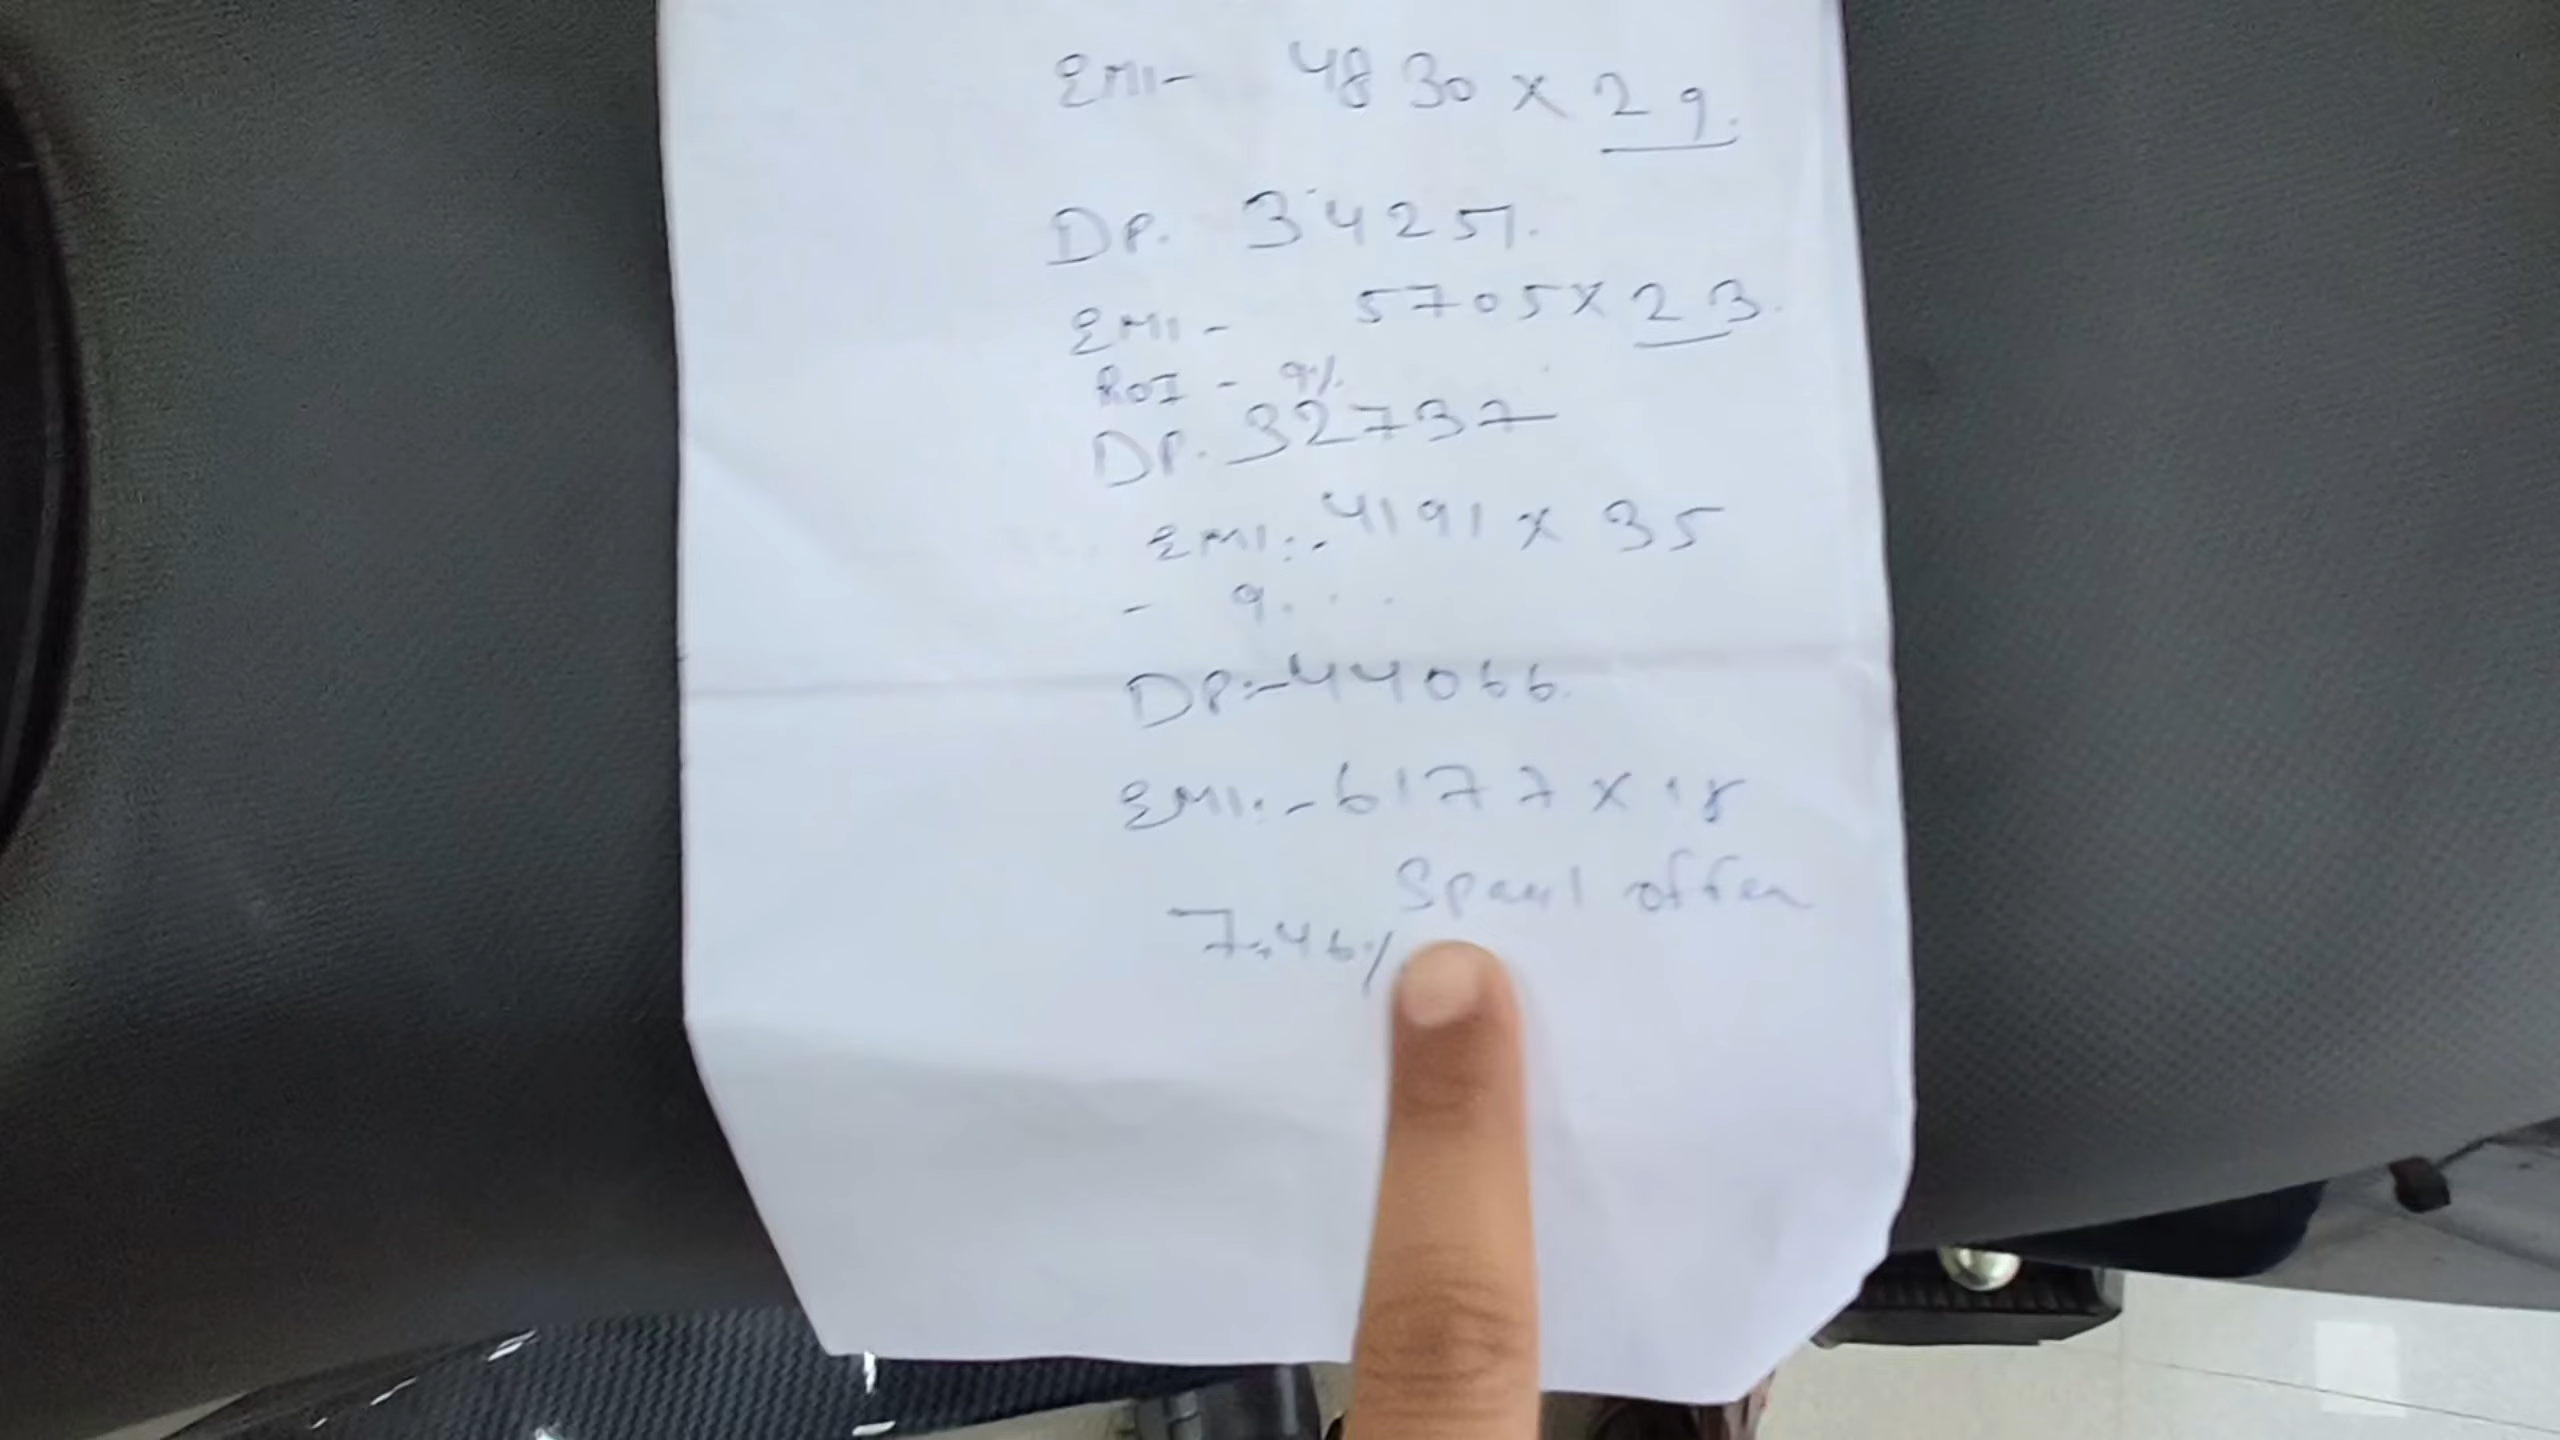 EMI- 4830 x 29.
DP. 34251.
EMI - 5705 x 23.
ROI - 9%
DP. 32737
EMI:- 4191 x 35
- 9...
DP:- 44066.
EMI:- 6177 x 18
Special offer
7.46%